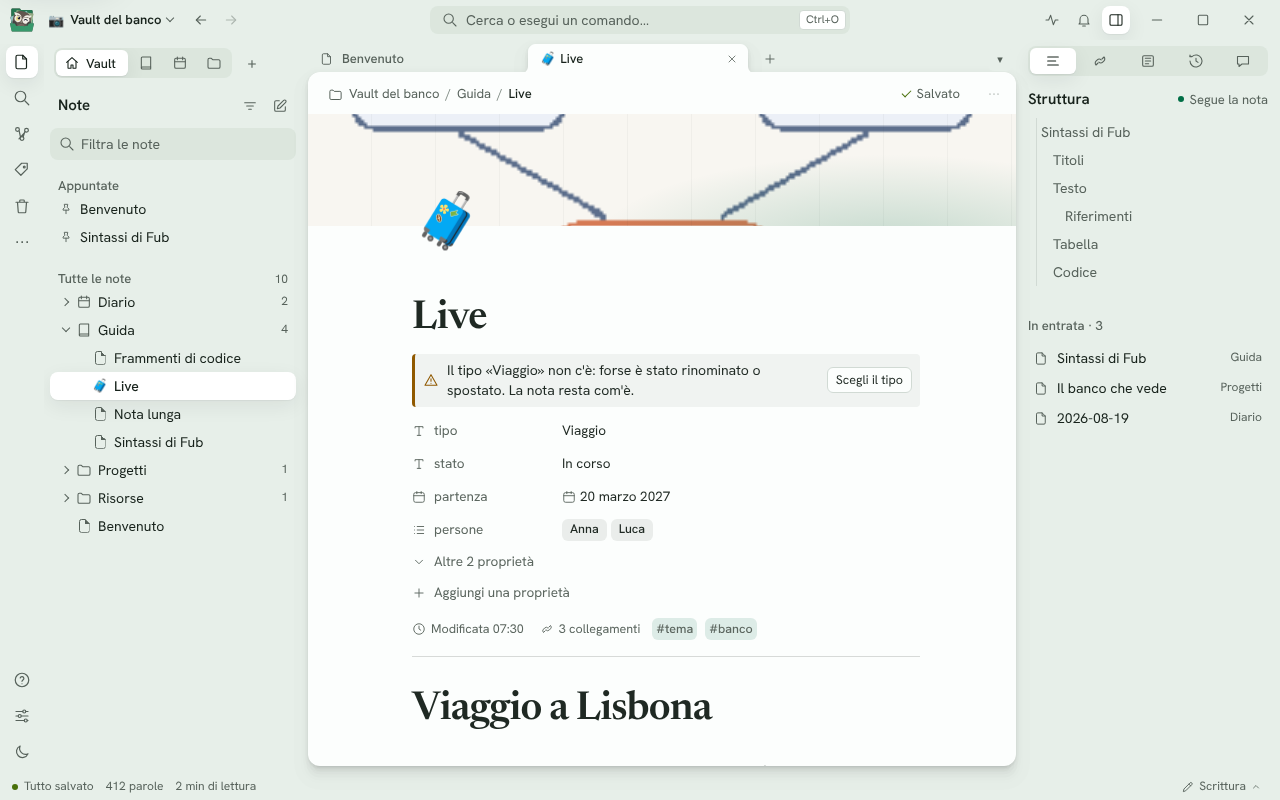 Vault del banco
Cerca o esegui un comando…
Ctrl+O
Vault
Note
Filtra le note
Appuntate
Benvenuto
Sintassi di Fub
Tutte le note 10
Diario 2
Guida 4
Frammenti di codice
Live
Nota lunga
Sintassi di Fub
Progetti 1
Risorse 1
Benvenuto
Tutto salvato 412 parole 2 min di lettura
Benvenuto
Live
Vault del banco / Guida / Live
Salvato
Live
Il tipo «Viaggio» non c'è: forse è stato rinominato o
spostato. La nota resta com'è.
Scegli il tipo
tipo Viaggio
stato In corso
partenza 20 marzo 2027
persone Anna Luca
Altre 2 proprietà
Aggiungi una proprietà
Modificata 07:30 3 collegamenti #tema #banco
Viaggio a Lisbona
Struttura
Segue la nota
Sintassi di Fub
Titoli
Testo
Riferimenti
Tabella
Codice
In entrata · 3
Sintassi di Fub Guida
Il banco che vede Progetti
2026-08-19 Diario
Scrittura